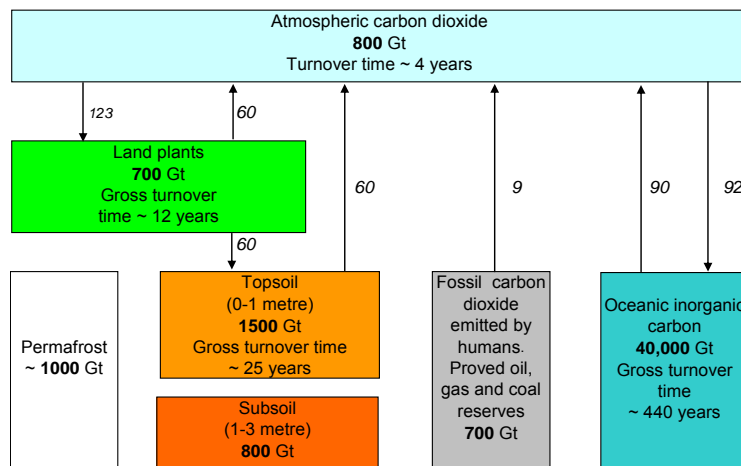 Atmospheric carbon dioxide
800 Gt
Turnover time ~ 4 years
123
60
60
9
90
92
Land plants
700 Gt
Gross turnover
time ~ 12 years
60
Permafrost
~ 1000 Gt
Topsoil
(0-1 metre)
1500 Gt
Gross turnover time
~ 25 years
Subsoil
(1-3 metre)
800 Gt
Fossil carbon
dioxide
emitted by
humans.
Proved oil,
gas and coal
reserves
700 Gt
Oceanic inorganic
carbon
40,000 Gt
Gross turnover
time
~ 440 years